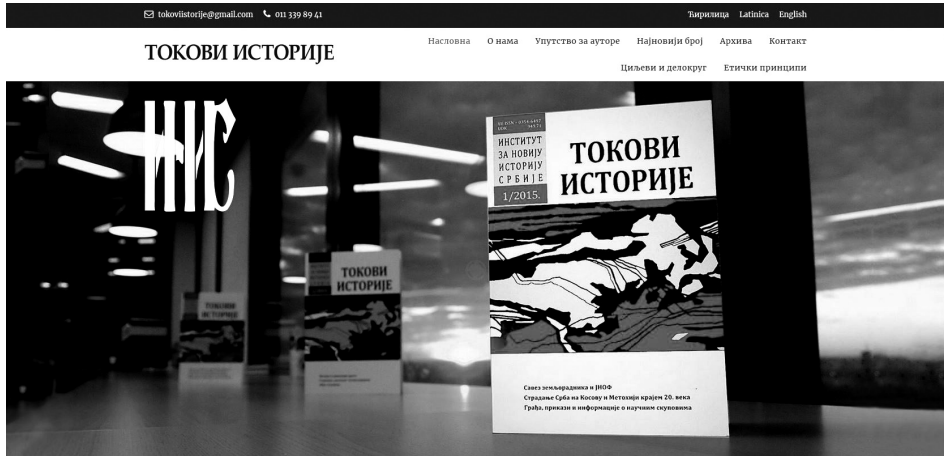 tokoviistorije@gmail.com 011 339 89 41 Ћирилица Latinica English
ТОКОВИ ИСТОРИЈЕ
Насловна О нама Упутство за ауторе Најновији број Архива Контакт
Циљеви и делокруг Етички принципи
ИНИС
ИНСТИТУТ
ЗА НОВИЈУ
ИСТОРИЈУ
СРБИЈЕ
1/2015.
ТОКОВИ
ИСТОРИЈЕ
Савез земљорадника и ЈНОФ
Страдање Срба на Косову и Метохији крајем 20. века
Грађа, прикази и информације о научним скуповима
ТОКОВИ
ИСТОРИЈЕ
ТОКОВИ
ИСТОРИЈЕ